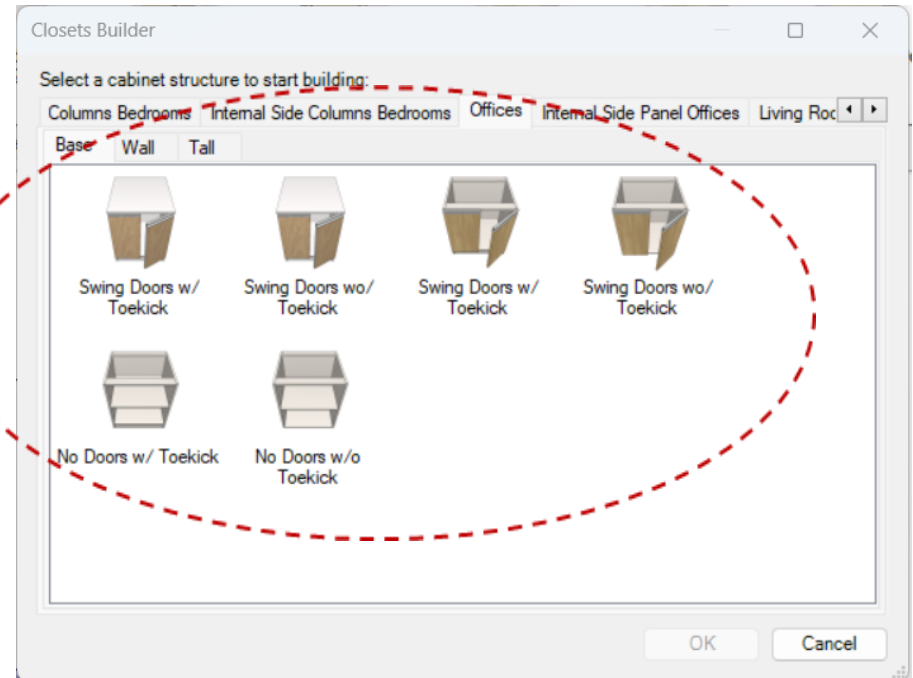 Closets Builder
Select a cabinet structure to start building:
Columns Bedrooms Internal Side Columns Bedrooms Offices Internal Side Panel Offices Living Roc
Base Wall Tall
Swing Doors w/ Swing Doors wo/ Swing Doors w/ Swing Doors wo/
Toekick Toekick Toekick Toekick
No Doors w/ Toekick No Doors w/o
Toekick
OK Cancel